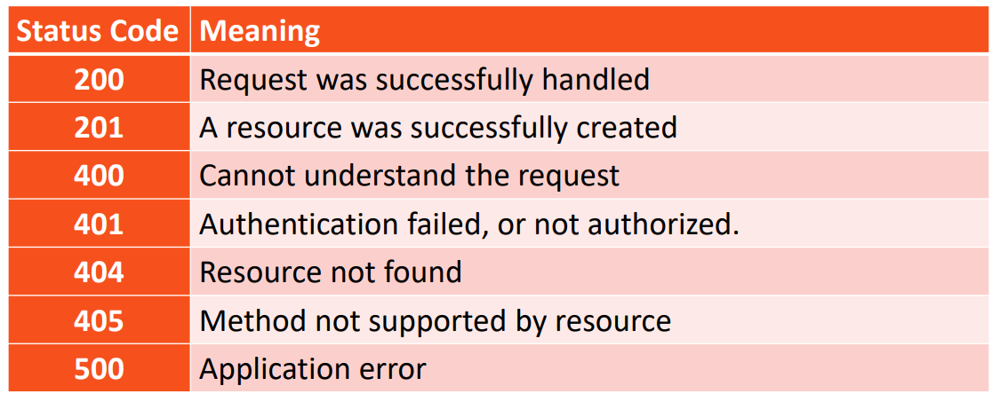 Status Code Meaning
200 Request was successfully handled
201 A resource was successfully created
400 Cannot understand the request
401 Authentication failed, or not authorized.
404 Resource not found
405 Method not supported by resource
500 Application error